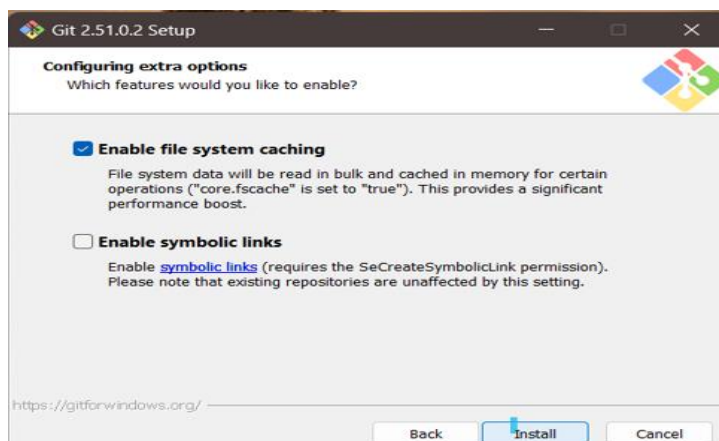 Git 2.51.0.2 Setup
Configuring extra options
Which features would you like to enable?
Enable file system caching
File system data will be read in bulk and cached in memory for certain
operations ("core.fscache" is set to "true"). This provides a significant
performance boost.
Enable symbolic links
Enable symbolic links (requires the SeCreateSymbolicLink permission).
Please note that existing repositories are unaffected by this setting.
https://gitforwindows.org/
Back Install Cancel